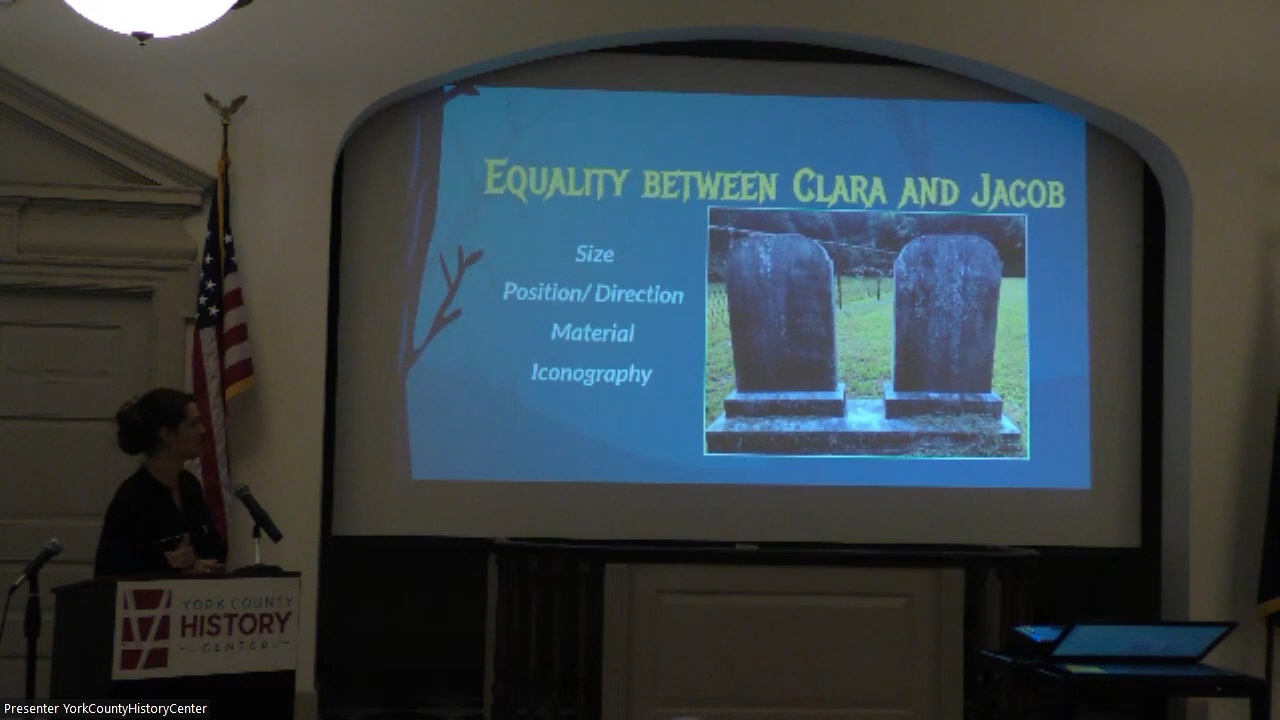 Equality between Clara and Jacob
Size
Position/ Direction
Material
Iconography
YORK COUNTY
HISTORY
CENTER
Presenter YorkCountyHistoryCenter